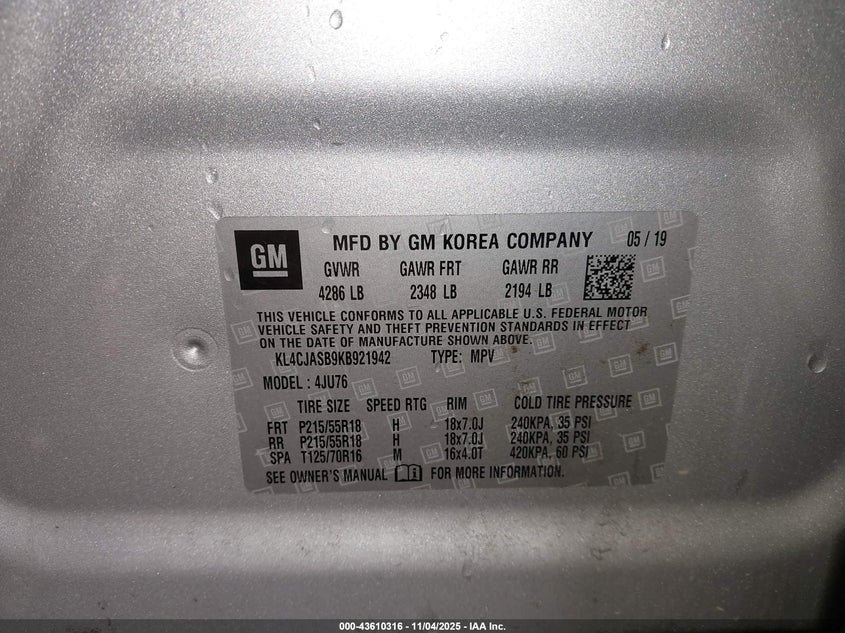 GM
MFD BY GM KOREA COMPANY 05 / 19
GVWR GAWR FRT GAWR RR
4286 LB 2348 LB 2194 LB
THIS VEHICLE CONFORMS TO ALL APPLICABLE U.S. FEDERAL MOTOR
VEHICLE SAFETY AND THEFT PREVENTION STANDARDS IN EFFECT
ON THE DATE OF MANUFACTURE SHOWN ABOVE.
KL4CJASB9KB921942 TYPE: MPV
MODEL : 4JU76
TIRE SIZE SPEED RTG RIM COLD TIRE PRESSURE
FRT P215/55R18 H 18x7.0J 240KPA, 35 PSI
RR P215/55R18 H 18x7.0J 240KPA, 35 PSI
SPA T125/70R16 M 16x4.0T 420KPA, 60 PSI
SEE OWNER'S MANUAL FOR MORE INFORMATION.
000-43610316 - 11/04/2025 - IAA Inc.